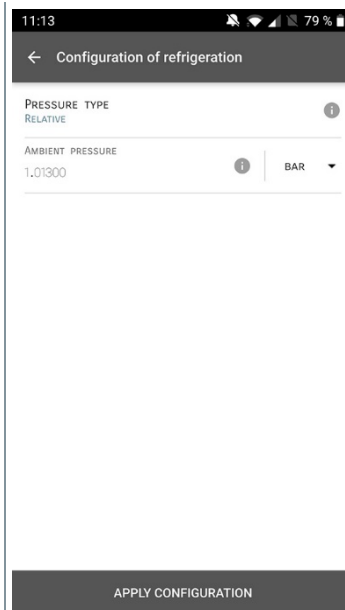 11:13
79 %
Configuration of refrigeration
PRESSURE TYPE
RELATIVE
AMBIENT PRESSURE
1.01300
BAR
APPLY CONFIGURATION